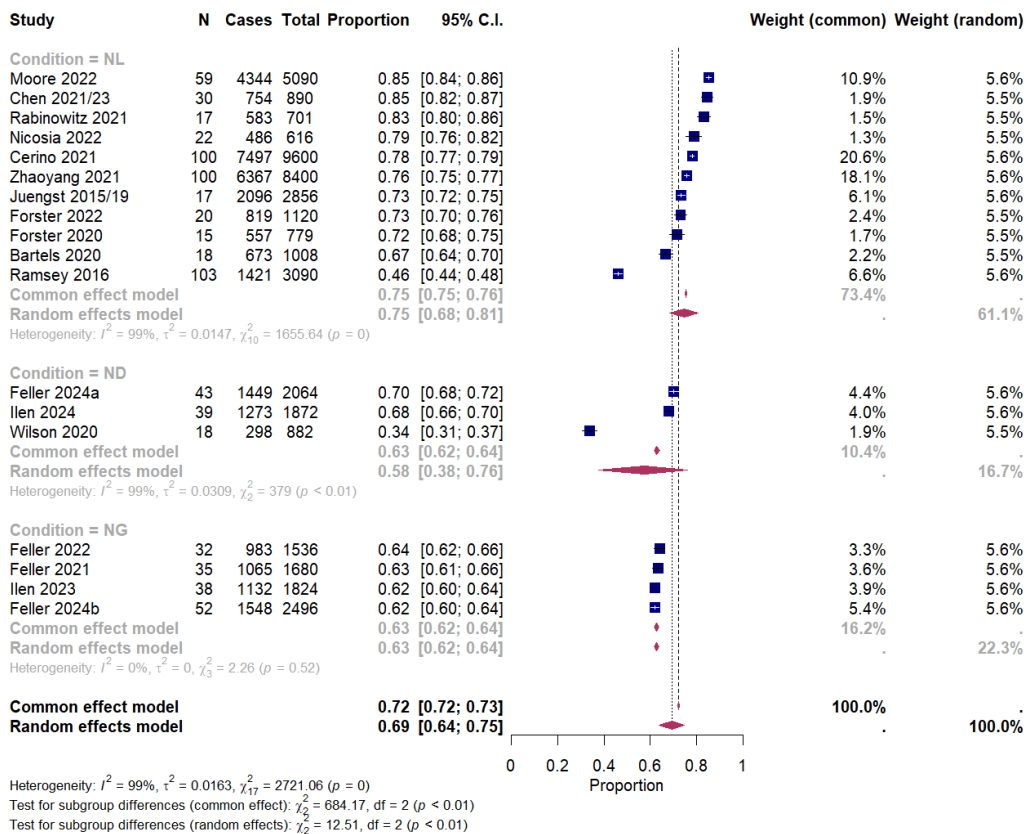 Study N Cases Total Proportion 95% C.I. Weight (common) Weight (random)
Condition = NL
Moore 2022 59 4344 5090 0.85 [0.84; 0.86] 10.9% 5.6%
Chen 2021/23 30 754 890 0.85 [0.82; 0.87] 1.9% 5.5%
Rabinowitz 2021 17 583 701 0.83 [0.80; 0.86] 1.5% 5.5%
Nicosia 2022 22 486 616 0.79 [0.76; 0.82] 1.3% 5.5%
Cerino 2021 100 7497 9600 0.78 [0.77; 0.79] 20.6% 5.6%
Zhaoyang 2021 100 6367 8400 0.76 [0.75; 0.77] 18.1% 5.6%
Juengst 2015/19 17 2096 2856 0.73 [0.72; 0.75] 6.1% 5.6%
Forster 2022 20 819 1120 0.73 [0.70; 0.76] 2.4% 5.5%
Forster 2020 15 557 779 0.72 [0.68; 0.75] 1.7% 5.5%
Bartels 2020 18 673 1008 0.67 [0.64; 0.70] 2.2% 5.5%
Ramsey 2016 103 1421 3090 0.46 [0.44; 0.48] 6.6% 5.6%
Common effect model 0.75 [0.75; 0.76] 73.4% .
Random effects model 0.75 [0.68; 0.81] . 61.1%
Heterogeneity: I² = 99%, τ² = 0.0147, χ²₁₀ = 1655.64 (p = 0)
Condition = ND
Feller 2024a 43 1449 2064 0.70 [0.68; 0.72] 4.4% 5.6%
Ilen 2024 39 1273 1872 0.68 [0.66; 0.70] 4.0% 5.6%
Wilson 2020 18 298 882 0.34 [0.31; 0.37] 1.9% 5.5%
Common effect model 0.63 [0.62; 0.64] 10.4% .
Random effects model 0.58 [0.38; 0.76] . 16.7%
Heterogeneity: I² = 99%, τ² = 0.0309, χ²₂ = 379 (p < 0.01)
Condition = NG
Feller 2022 32 983 1536 0.64 [0.62; 0.66] 3.3% 5.6%
Feller 2021 35 1065 1680 0.63 [0.61; 0.66] 3.6% 5.6%
Ilen 2023 38 1132 1824 0.62 [0.60; 0.64] 3.9% 5.6%
Feller 2024b 52 1548 2496 0.62 [0.60; 0.64] 5.4% 5.6%
Common effect model 0.63 [0.62; 0.64] 16.2% .
Random effects model 0.63 [0.62; 0.64] . 22.3%
Heterogeneity: I² = 0%, τ² = 0, χ²₃ = 2.26 (p = 0.52)
Common effect model 0.72 [0.72; 0.73] 100.0% .
Random effects model 0.69 [0.64; 0.75] . 100.0%
0 0.2 0.4 0.6 0.8 1
Proportion
Heterogeneity: I² = 99%, τ² = 0.0163, χ²₁₇ = 2721.06 (p = 0)
Test for subgroup differences (common effect): χ²₂ = 684.17, df = 2 (p < 0.01)
Test for subgroup differences (random effects): χ²₂ = 12.51, df = 2 (p < 0.01)